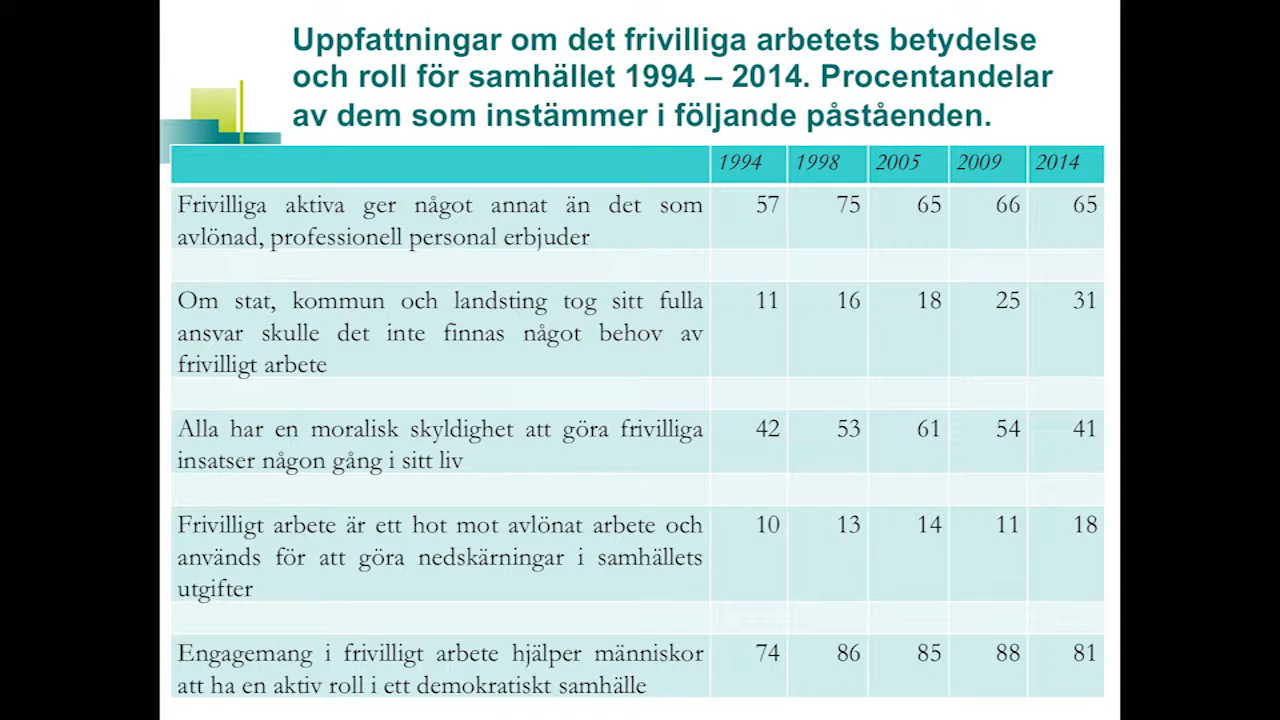 Uppfattningar om det frivilliga arbetets betydelse
och roll för samhället 1994 – 2014. Procentandelar
av dem som instämmer i följande påståenden.
1994 1998 2005 2009 2014
Frivilliga aktiva ger något annat än det som 57 75 65 66 65
avlönad, professionell personal erbjuder
Om stat, kommun och landsting tog sitt fulla 11 16 18 25 31
ansvar skulle det inte finnas något behov av
frivilligt arbete
Alla har en moralisk skyldighet att göra frivilliga 42 53 61 54 41
insatser någon gång i sitt liv
Frivilligt arbete är ett hot mot avlönat arbete och 10 13 14 11 18
används för att göra nedskärningar i samhällets
utgifter
Engagemang i frivilligt arbete hjälper människor 74 86 85 88 81
att ha en aktiv roll i ett demokratiskt samhälle